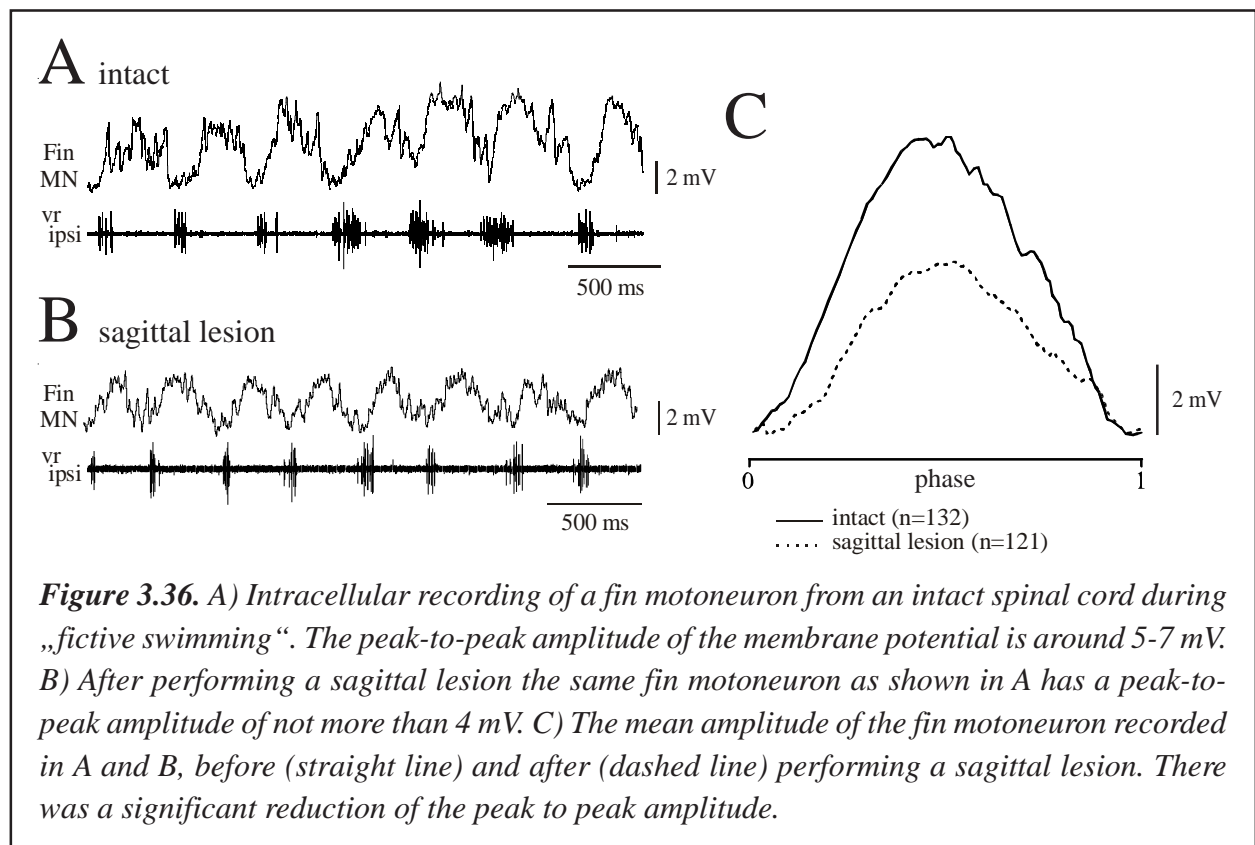 A intact
Fin
MN
2 mV
vr
ipsi
500 ms
B sagittal lesion
Fin
MN
2 mV
vr
ipsi
500 ms
C
2 mV
0
1
phase
intact (n=132)
sagittal lesion (n=121)
Figure 3.36. A) Intracellular recording of a fin motoneuron from an intact spinal cord during
„fictive swimming“. The peak-to-peak amplitude of the membrane potential is around 5-7 mV.
B) After performing a sagittal lesion the same fin motoneuron as shown in A has a peak-to-
peak amplitude of not more than 4 mV. C) The mean amplitude of the fin motoneuron recorded
in A and B, before (straight line) and after (dashed line) performing a sagittal lesion. There
was a significant reduction of the peak to peak amplitude.